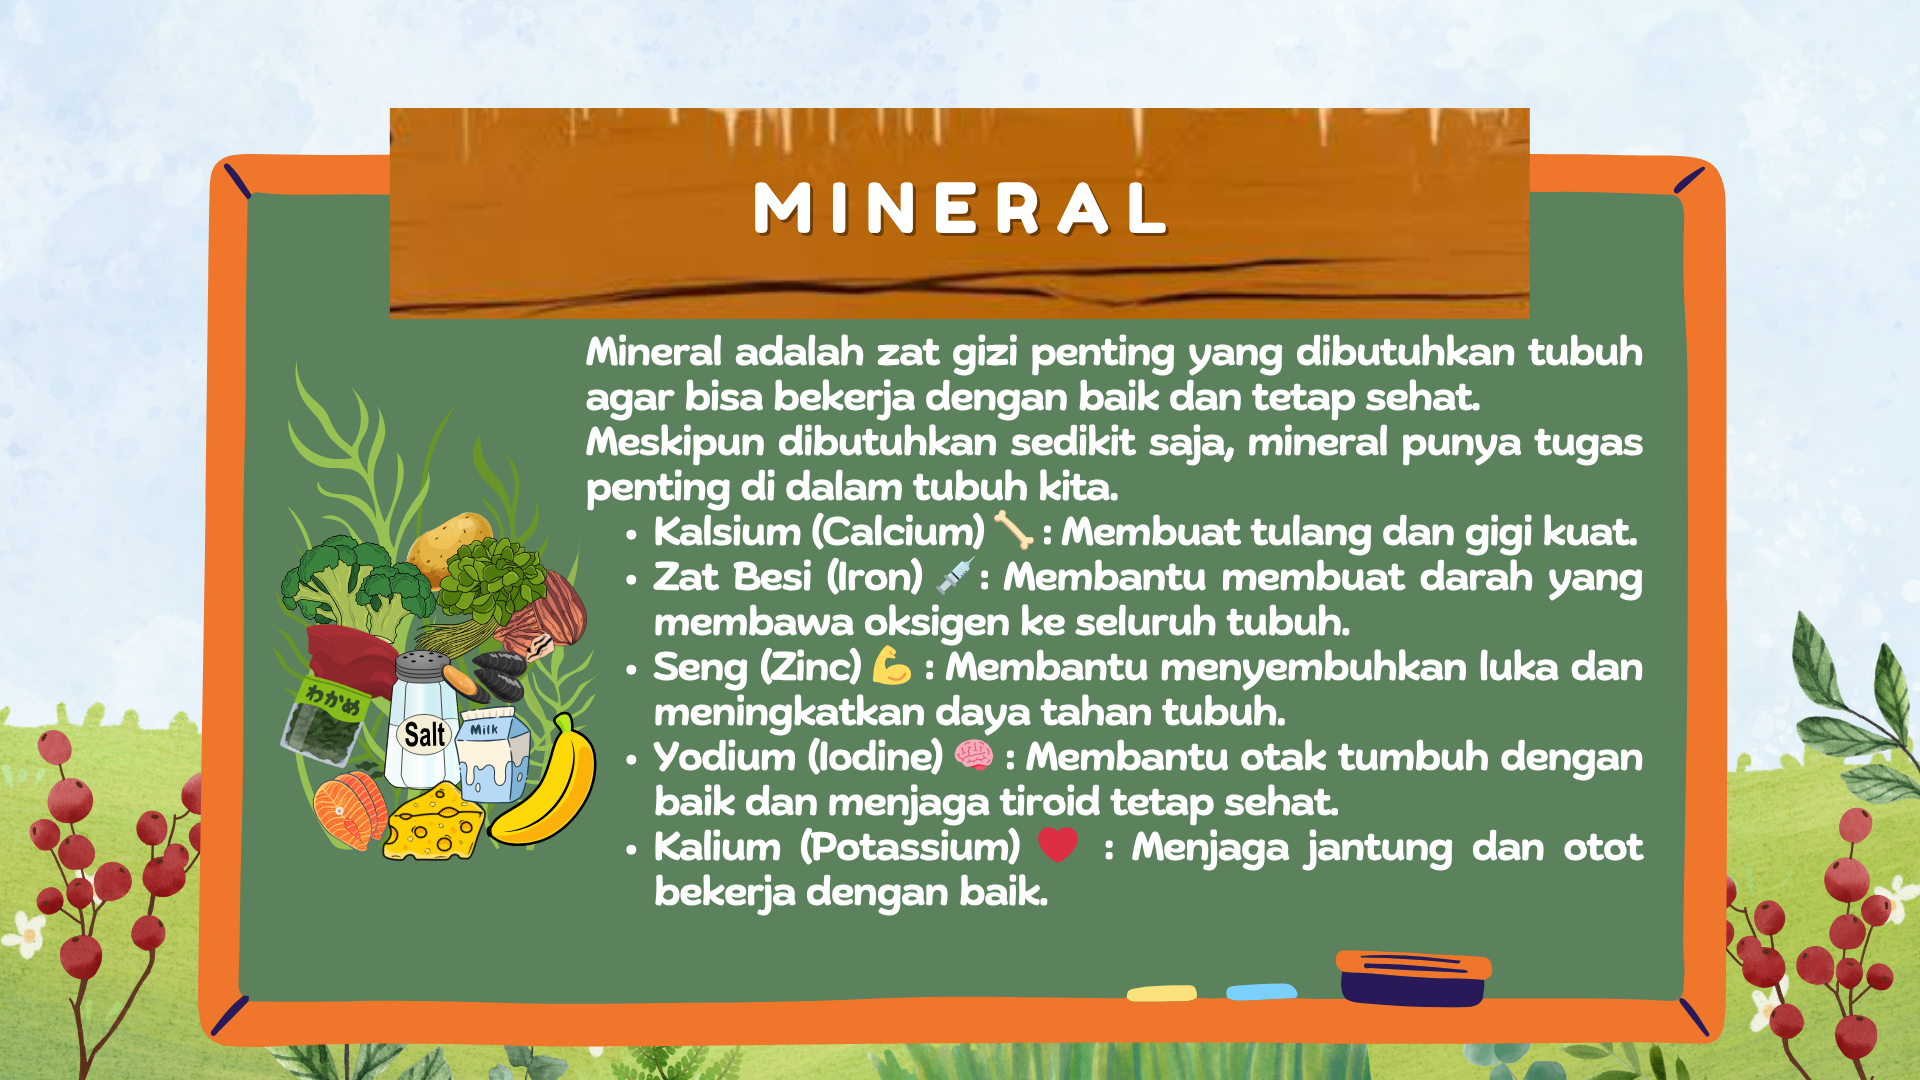 MINERAL
Mineral adalah zat gizi penting yang dibutuhkan tubuh
agar bisa bekerja dengan baik dan tetap sehat.
Meskipun dibutuhkan sedikit saja, mineral punya tugas
penting di dalam tubuh kita.
• Kalsium (Calcium) 🦴 : Membuat tulang dan gigi kuat.
• Zat Besi (Iron) 💉 : Membantu membuat darah yang
membawa oksigen ke seluruh tubuh.
• Seng (Zinc) 💪 : Membantu menyembuhkan luka dan
meningkatkan daya tahan tubuh.
• Yodium (Iodine) 🧠 : Membantu otak tumbuh dengan
baik dan menjaga tiroid tetap sehat.
• Kalium (Potassium) ❤️ : Menjaga jantung dan otot
bekerja dengan baik.
わかめ
Salt
Milk